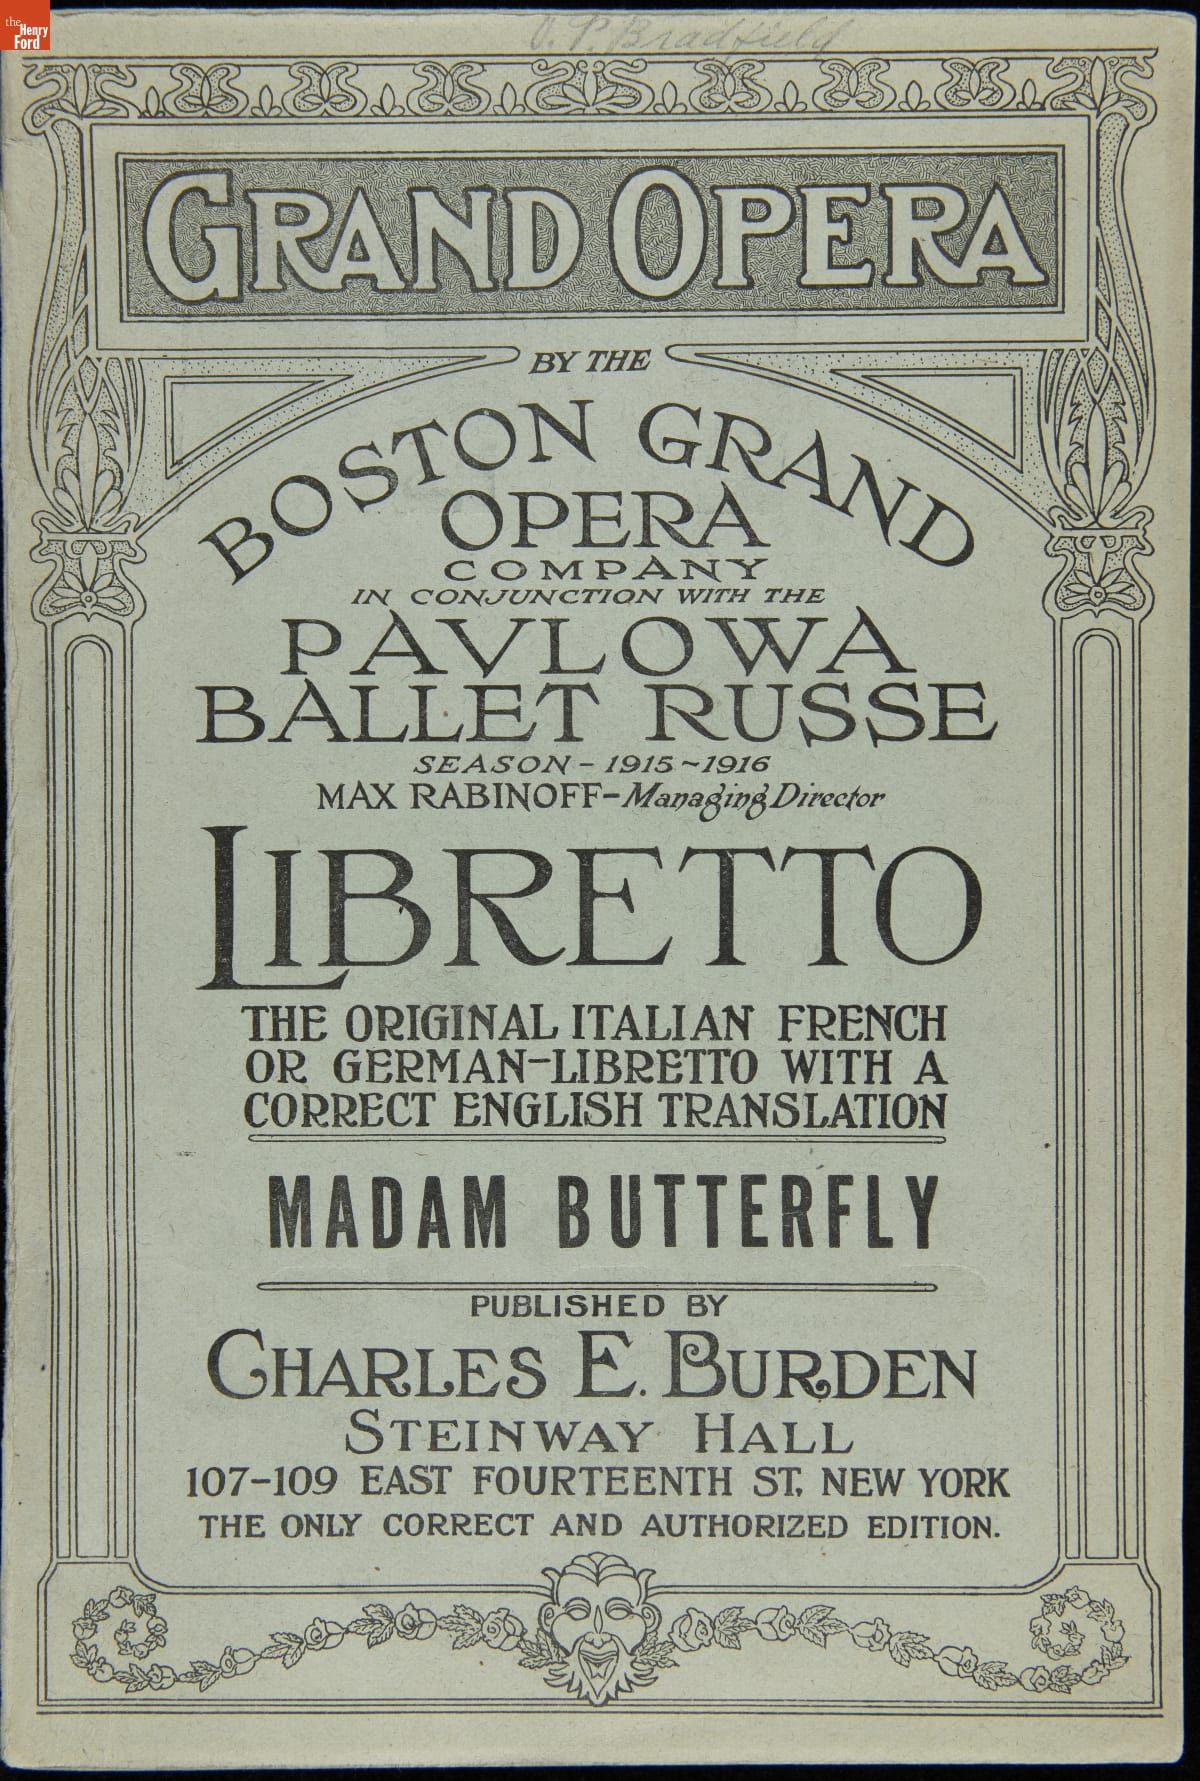 the
Henry
Ford
O. P. Bradfield
GRAND OPERA
BY THE
BOSTON GRAND
OPERA
COMPANY
IN CONJUNCTION WITH THE
PAVLOWA
BALLET RUSSE
SEASON - 1915 ~ 1916
MAX RABINOFF - Managing Director
LIBRETTO
THE ORIGINAL ITALIAN FRENCH
OR GERMAN-LIBRETTO WITH A
CORRECT ENGLISH TRANSLATION
MADAM BUTTERFLY
PUBLISHED BY
CHARLES E. BURDEN
STEINWAY HALL
107-109 EAST FOURTEENTH ST. NEW YORK
THE ONLY CORRECT AND AUTHORIZED EDITION.